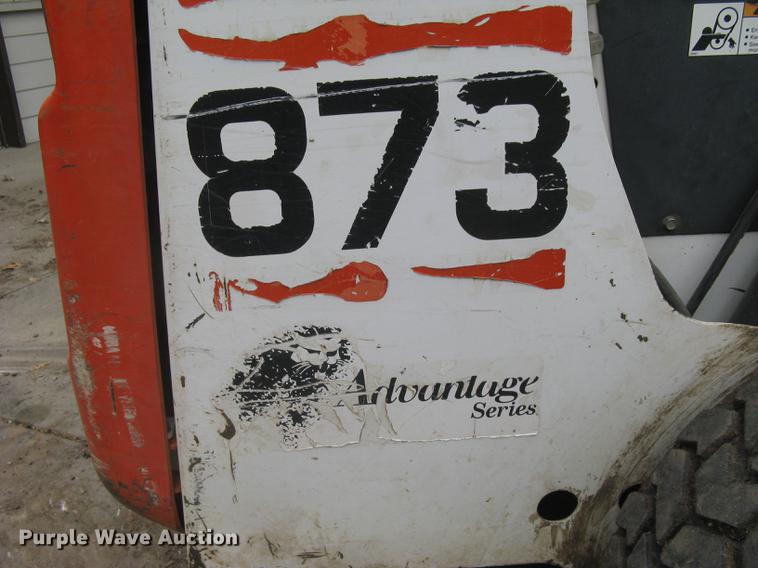 873
Advantage
Series
Purple Wave Auction